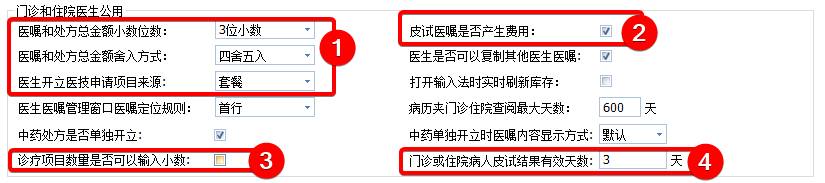 门诊和住院医生公用
医嘱和处方总金额小数位数： 3位小数
医嘱和处方总金额舍入方式： 四舍五入
医生开立医技申请项目来源： 套餐
1
医生医嘱管理窗口医嘱定位规则： 首行
中药处方是否单独开立：
诊疗项目数量是否可以输入小数：
3
皮试医嘱是否产生费用：
2
医生是否可以复制其他医生医嘱：
打开输入法时实时刷新库存：
病历夹门诊住院查阅最大天数： 600 天
中药单独开立时医嘱内容显示方式： 默认
门诊或住院病人皮试结果有效天数： 3 天
4